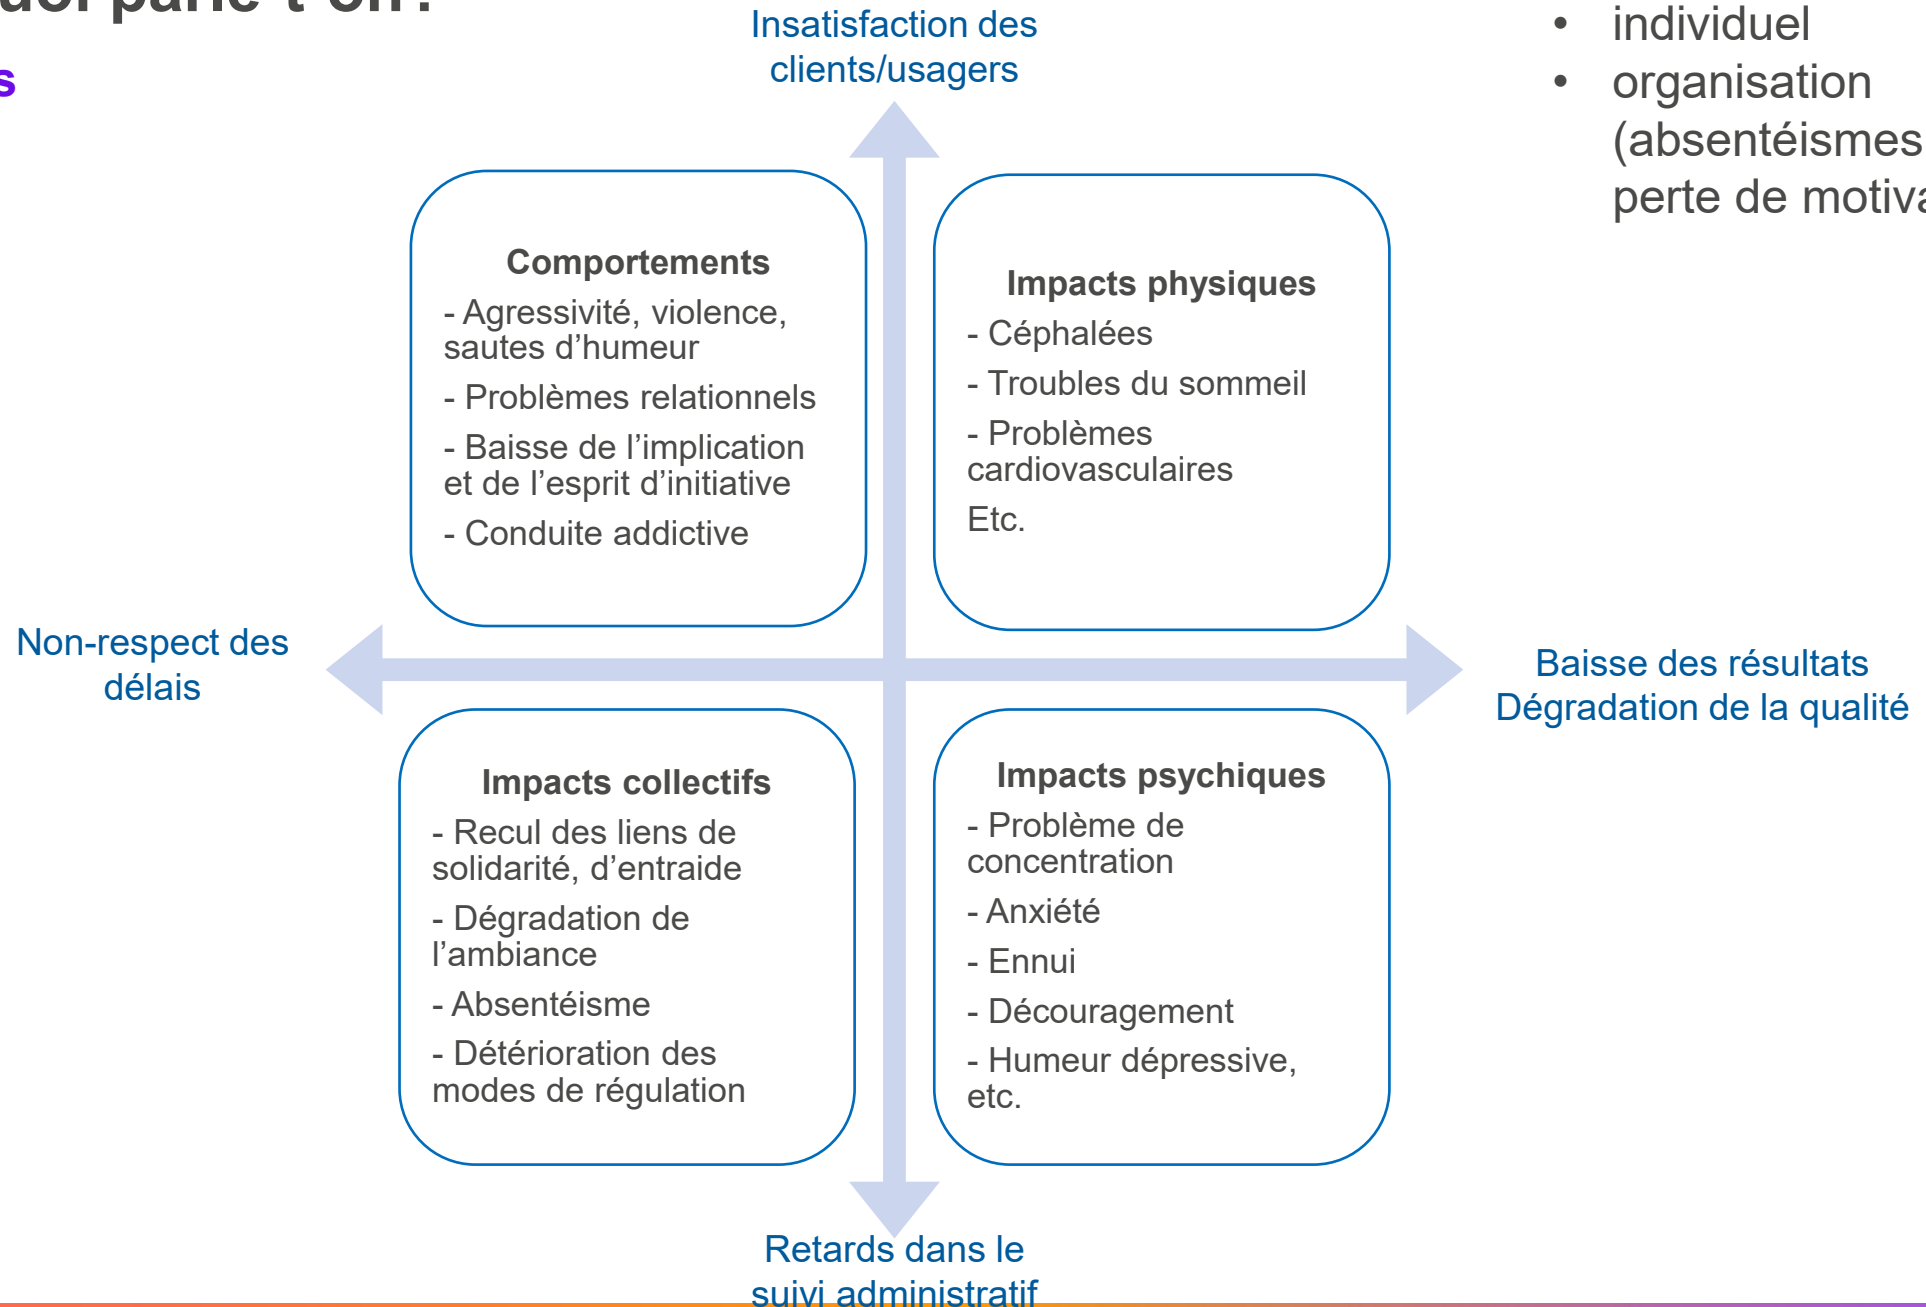 parle-t-on?
s
• individuel
• organisation
(absentéismes
perte de
Insatisfaction des
clients/usagers
Comportements
- Agressivité, violence,
sautes d’humeur
- Problèmes relationnels
- Baisse de l’implication
et de l’esprit d’initiative
- Conduite addictive
Impacts physiques
- Céphalées
- Troubles du sommeil
- Problèmes
cardiovasculaires
Etc.
Non-respect des
délais
Baisse des résultats
Dégradation de la qualité
Impacts collectifs
- Recul des liens de
solidarité, d’entraide
- Dégradation de
l’ambiance
- Absentéisme
- Détérioration des
modes de régulation
Impacts psychiques
- Problème de
concentration
- Anxiété
- Ennui
- Découragement
- Humeur dépressive,
etc.
Retards dans le
suivi administratif